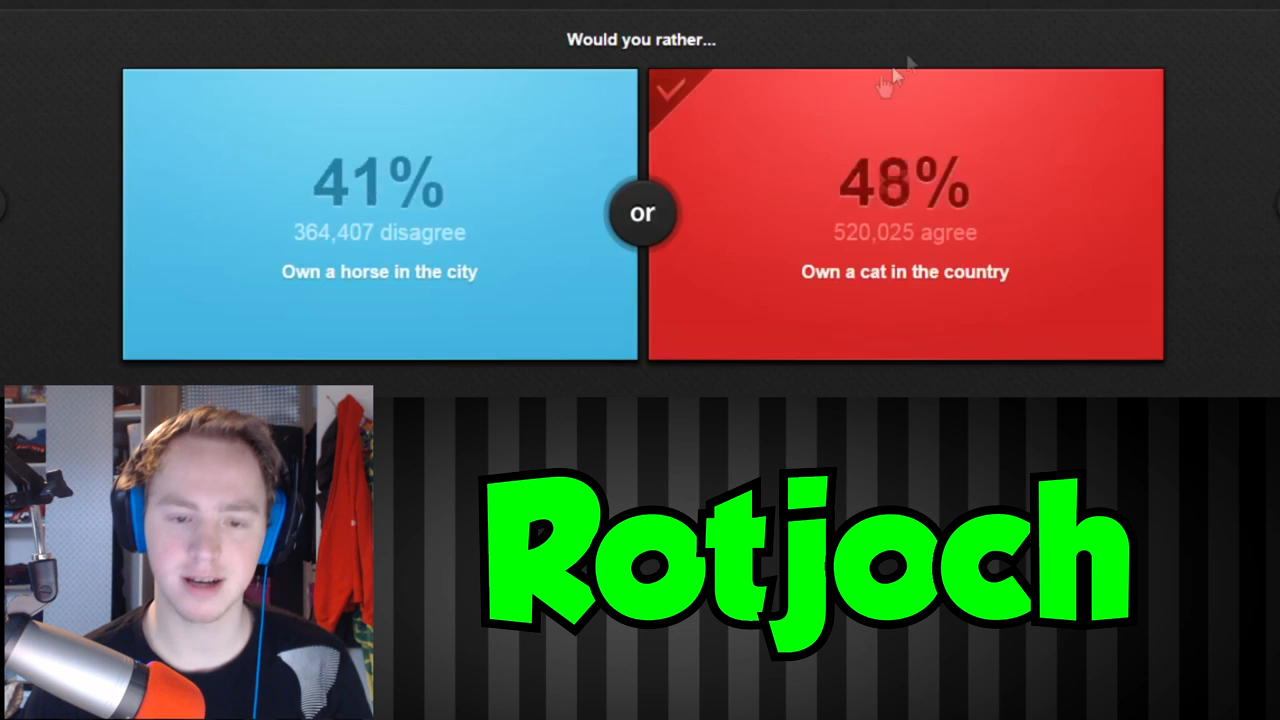 Would you rather...
41%
364,407 disagree
Own a horse in the city
or
48%
520,025 agree
Own a cat in the country
Rotjoch